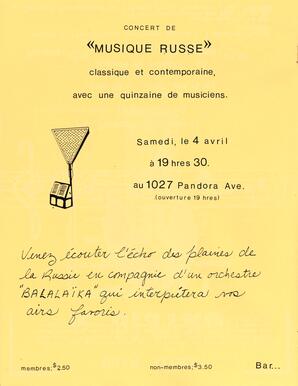 CONCERT DE
«MUSIQUE RUSSE»
classique et contemporaine,
avec une quinzaine de musiciens.
Samedi, le 4 avril
à 19 hres 30.
au 1027 Pandora Ave.
(ouverture 19 hres)
Venez écouter l'écho des plaines de
la Russie en compagnie d'un orchestre
"BALALAÏKA" qui interpütera vos
airs favoris.
membres; $2.50 non-membres; $3.50 Bar...